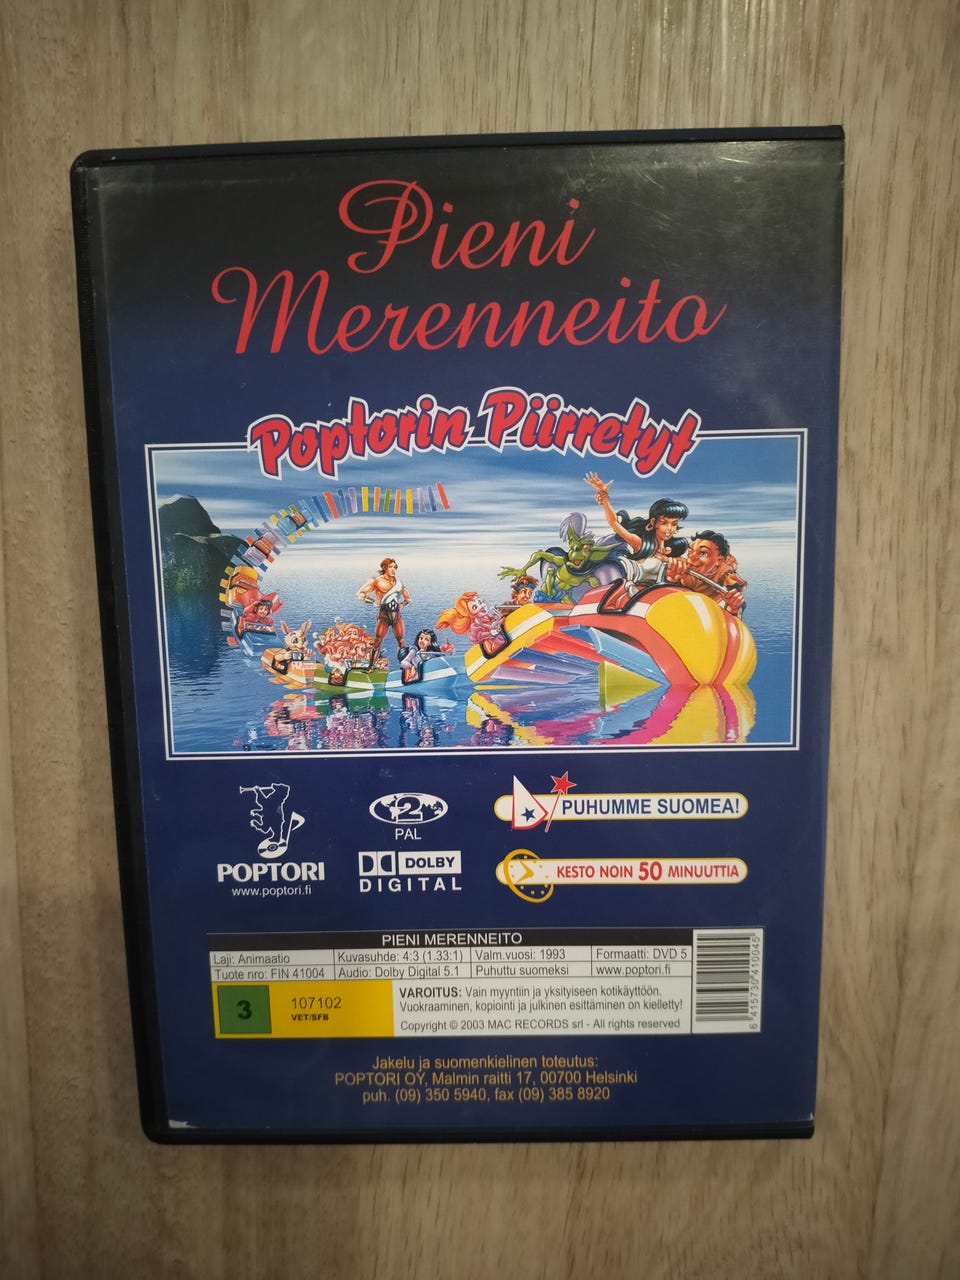 Pieni
Merenneito
Poptorin Piirretyt
POPTORI
www.poptori.fi
2
PAL
DOLBY
DIGITAL
PUHUMME SUOMEA!
KESTO NOIN 50 MINUUTTIA
PIENI MERENNEITO
Laji: Animaatio Kuvasuhde: 4:3 (1.33:1) Valm.vuosi: 1993 Formaatti: DVD 5
Tuote nro: FIN 41004 Audio: Dolby Digital 5.1 Puhuttu suomeksi www.poptori.fi
3
107102
VET/SFB
VAROITUS: Vain myyntiin ja yksityiseen kotikäyttöön.
Vuokraaminen, kopiointi ja julkinen esittäminen on kielletty!
Copyright © 2003 MAC RECORDS srl - All rights reserved
6 415730 419045
Jakelu ja suomenkielinen toteutus:
POPTORI OY, Malmin raitti 17, 00700 Helsinki
puh. (09) 350 5940, fax (09) 385 8920